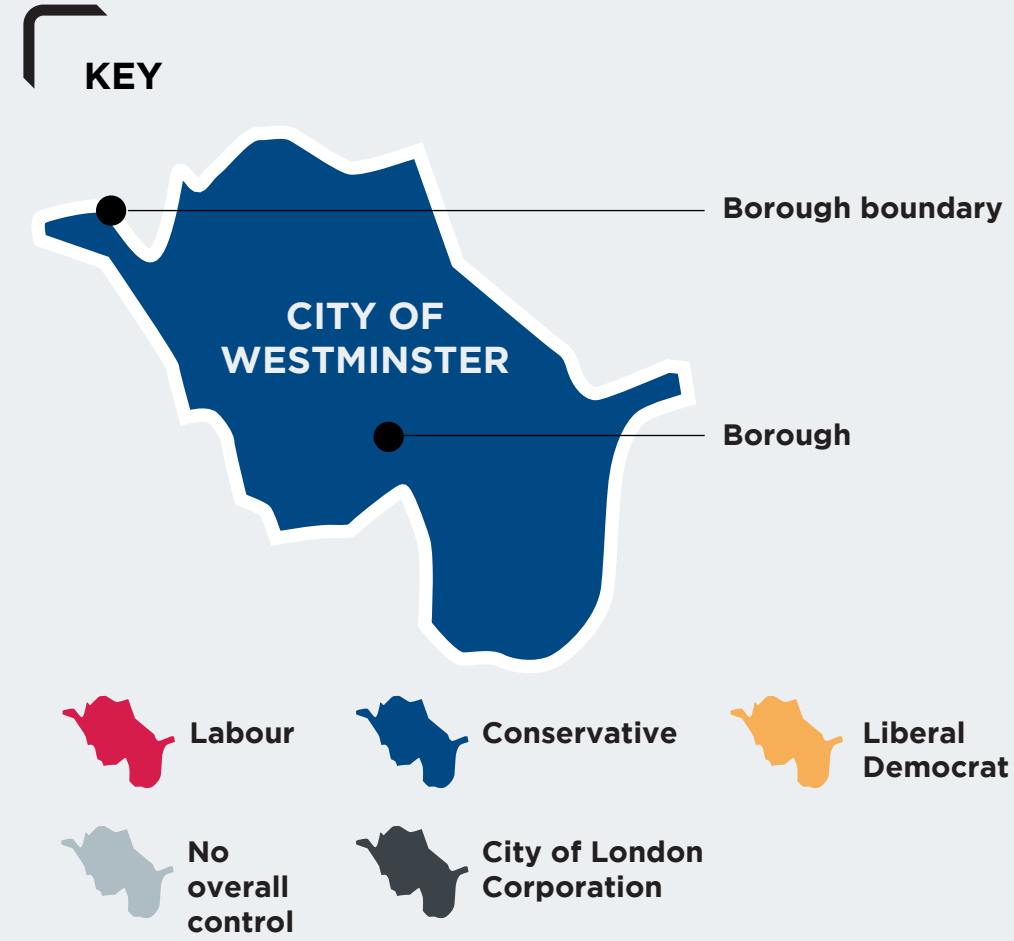 KEY
Borough boundary
CITY OF
WESTMINSTER
Borough
Labour
Conservative
Liberal
Democrat
No
overall
control
City of London
Corporation